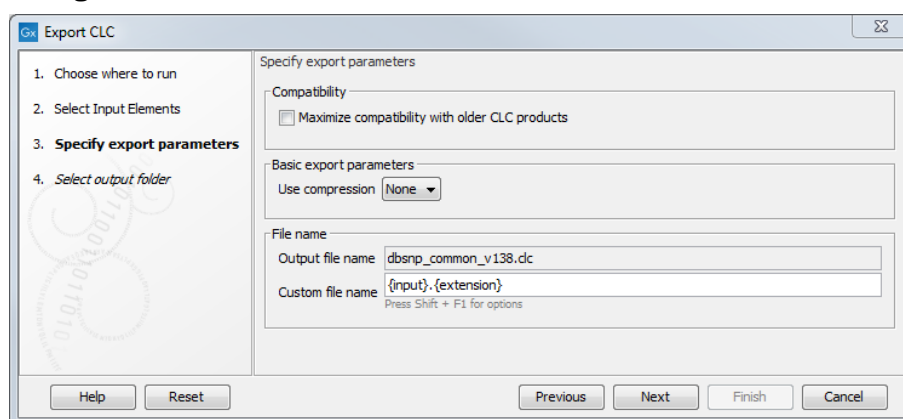 Gx Export CLC
1. Choose where to run
2. Select Input Elements
3. Specify export parameters
4. Select output folder
Specify export parameters
Compatibility
Maximize compatibility with older CLC products
Basic export parameters
Use compression None
File name
Output file name dbsnp_common_v138.clc
Custom file name {input}.{extension}
Press Shift + F1 for options
Help Reset Previous Next Finish Cancel